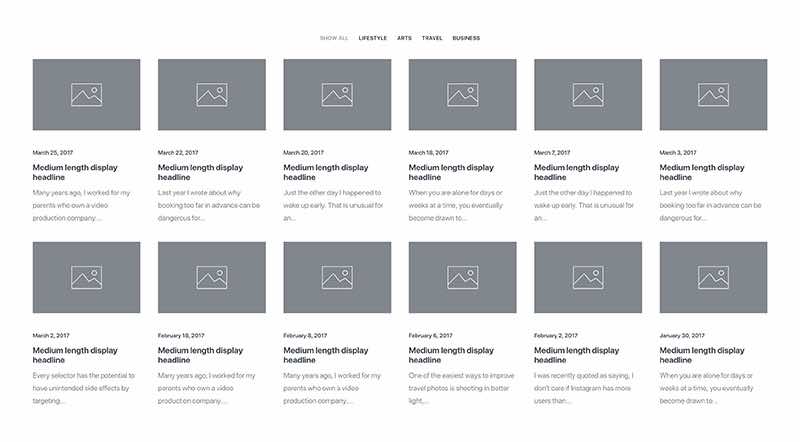 SHOW ALL LIFESTYLE ARTS TRAVEL BUSINESS
March 25, 2017
Medium length display
headline
Many years ago, I worked for my
parents who own a video
production company....
March 22, 2017
Medium length display
headline
Last year I wrote about why
booking too far in advance can be
dangerous for...
March 20, 2017
Medium length display
headline
Just the other day I happened to
wake up early. That is unusual for
an...
March 18, 2017
Medium length display
headline
When you are alone for days or
weeks at a time, you eventually
become drawn to...
March 7, 2017
Medium length display
headline
Just the other day I happened to
wake up early. That is unusual for
an...
March 3, 2017
Medium length display
headline
Last year I wrote about why
booking too far in advance can be
dangerous for...
March 2, 2017
Medium length display
headline
Every selector has the potential to
have unintended side effects by
targeting...
February 18, 2017
Medium length display
headline
Many years ago, I worked for my
parents who own a video
production company....
February 8, 2017
Medium length display
headline
Many years ago, I worked for my
parents who own a video
production company....
February 6, 2017
Medium length display
headline
One of the easiest ways to improve
travel photos is shooting in better
light,...
February 2, 2017
Medium length display
headline
I was recently quoted as saying, I
don't care if Instagram has more
users than...
January 30, 2017
Medium length display
headline
When you are alone for days or
weeks at a time, you eventually
become drawn to...